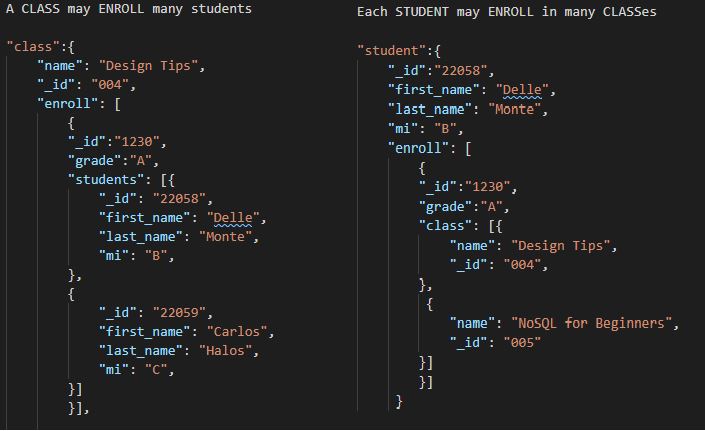 A CLASS may ENROLL many students
"class":{
"name": "Design Tips",
"_id": "004",
"enroll": [
{
"_id":"1230",
"grade":"A",
"students": [{
"_id": "22058",
"first_name": "Delle",
"last_name": "Monte",
"mi": "B",
},
{
"_id": "22059",
"first_name": "Carlos",
"last_name": "Halos",
"mi": "C",
}]
}],
Each STUDENT may ENROLL in many CLASSes
"student":{
"_id":"22058",
"first_name": "Delle",
"last_name": "Monte",
"mi": "B",
"enroll": [
{
"_id":"1230",
"grade":"A",
"class": [{
"name": "Design Tips",
"_id": "004",
},
{
"name": "NoSQL for Beginners",
"_id": "005"
}]
}]
}